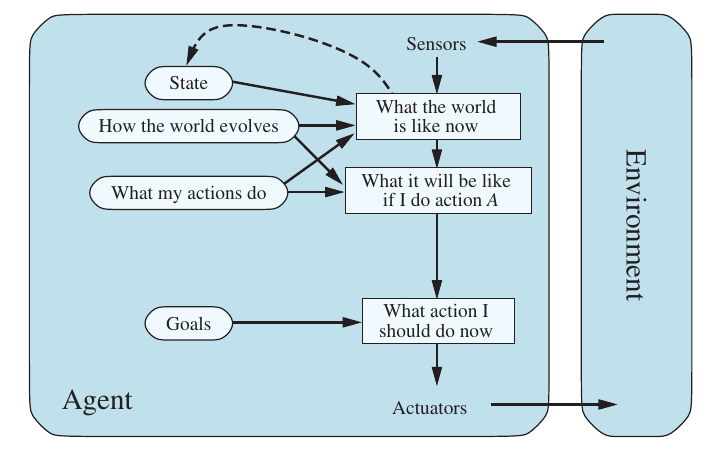 Sensors
State
What the world
is like now
How the world evolves
What it will be like
if I do action A
What my actions do
Environment
What action I
should do now
Goals
Agent
Actuators